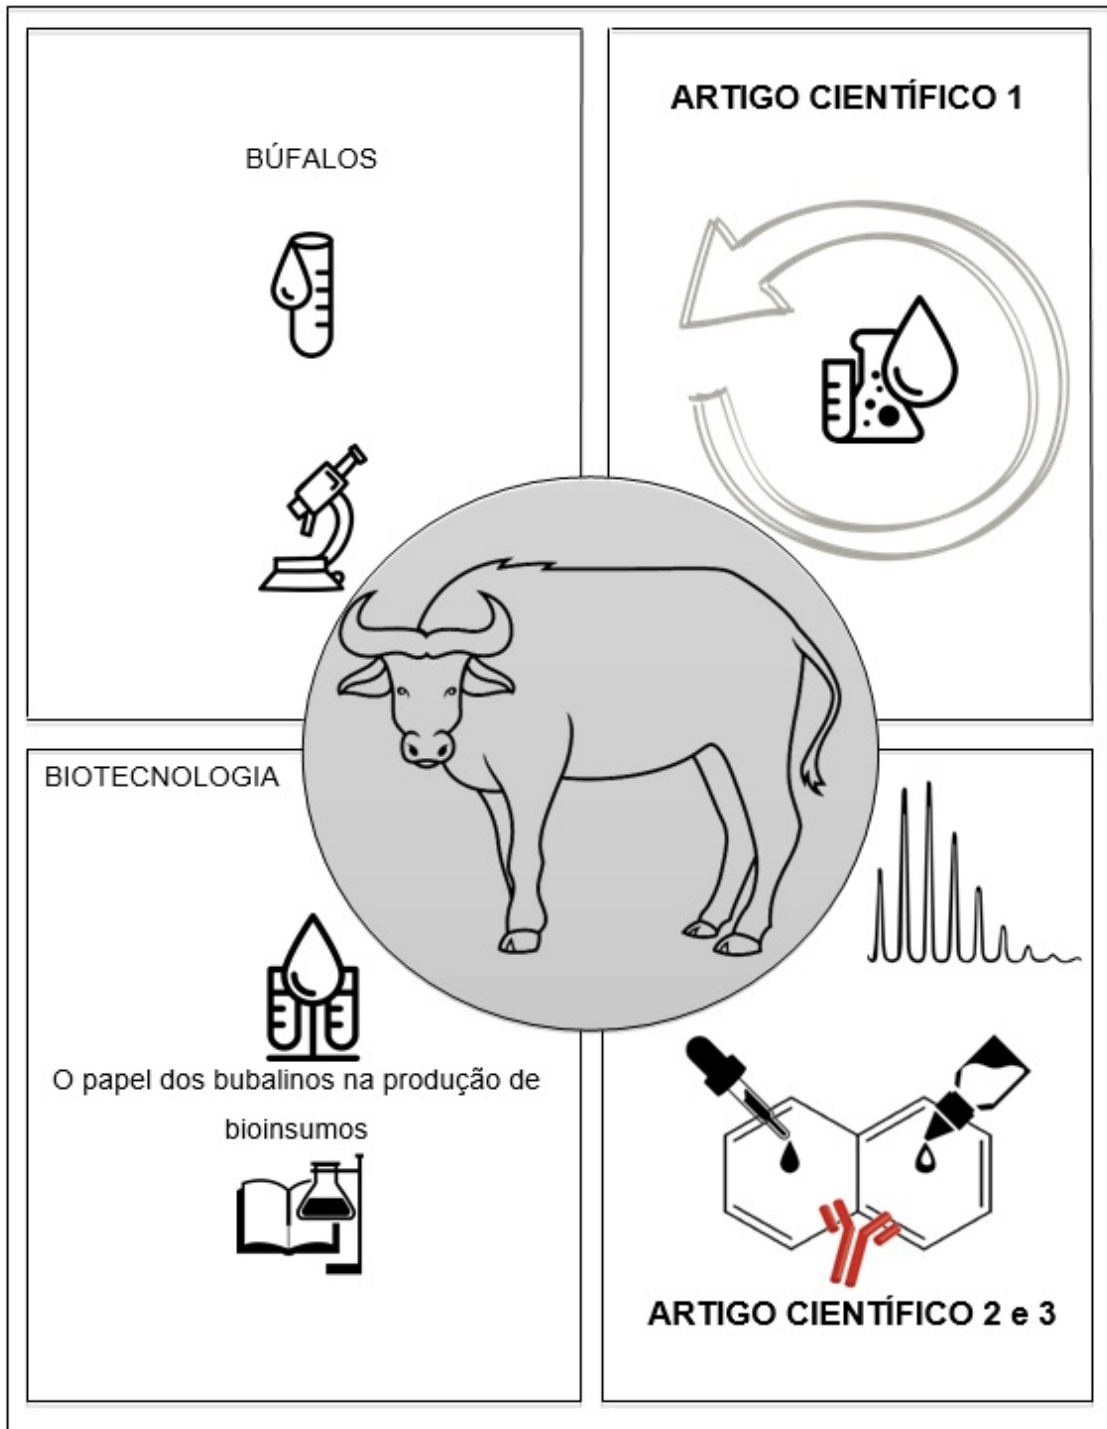 BÚFALOS
ARTIGO CIENTÍFICO 1
BIOTECNOLOGIA
O papel dos bubalinos na produção de
bioinsumos
ARTIGO CIENTÍFICO 2 e 3